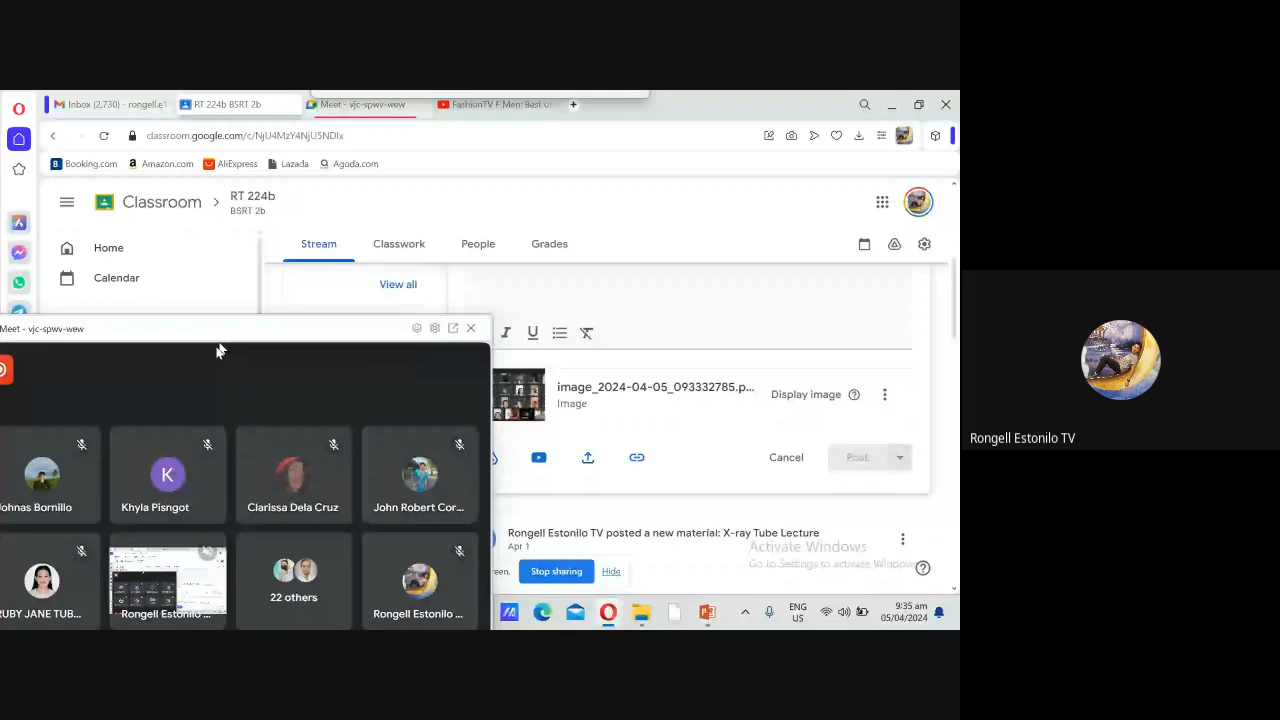 Inbox (2,730) - rongell.e1
RT 224b BSRT 2b
Meet - vjc-spwv-wew
FashionTV F Men: Best of
classroom.google.com/c/NjU4MzY4NjU5NDIx
Booking.com
Amazon.com
AliExpress
Lazada
Agoda.com
Classroom
RT 224b
BSRT 2b
Home
Calendar
Stream
Classwork
People
Grades
View all
Meet - vjc-spwv-wew
image_2024-04-05_093332785.p...
Image
Display image
Cancel
Post
Johnas Bornillo
Khyla Pisngot
Clarissa Dela Cruz
John Robert Cor...
K
Rongell Estonilo TV posted a new material: X-ray Tube Lecture
Apr 1
Activate Windows
Go to Settings to activate Windows
Stop sharing
Hide
RUBY JANE TUB...
Rongell Estonilo ...
22 others
Rongell Estonilo ...
ENG
US
9:35 am
05/04/2024
Rongell Estonilo TV